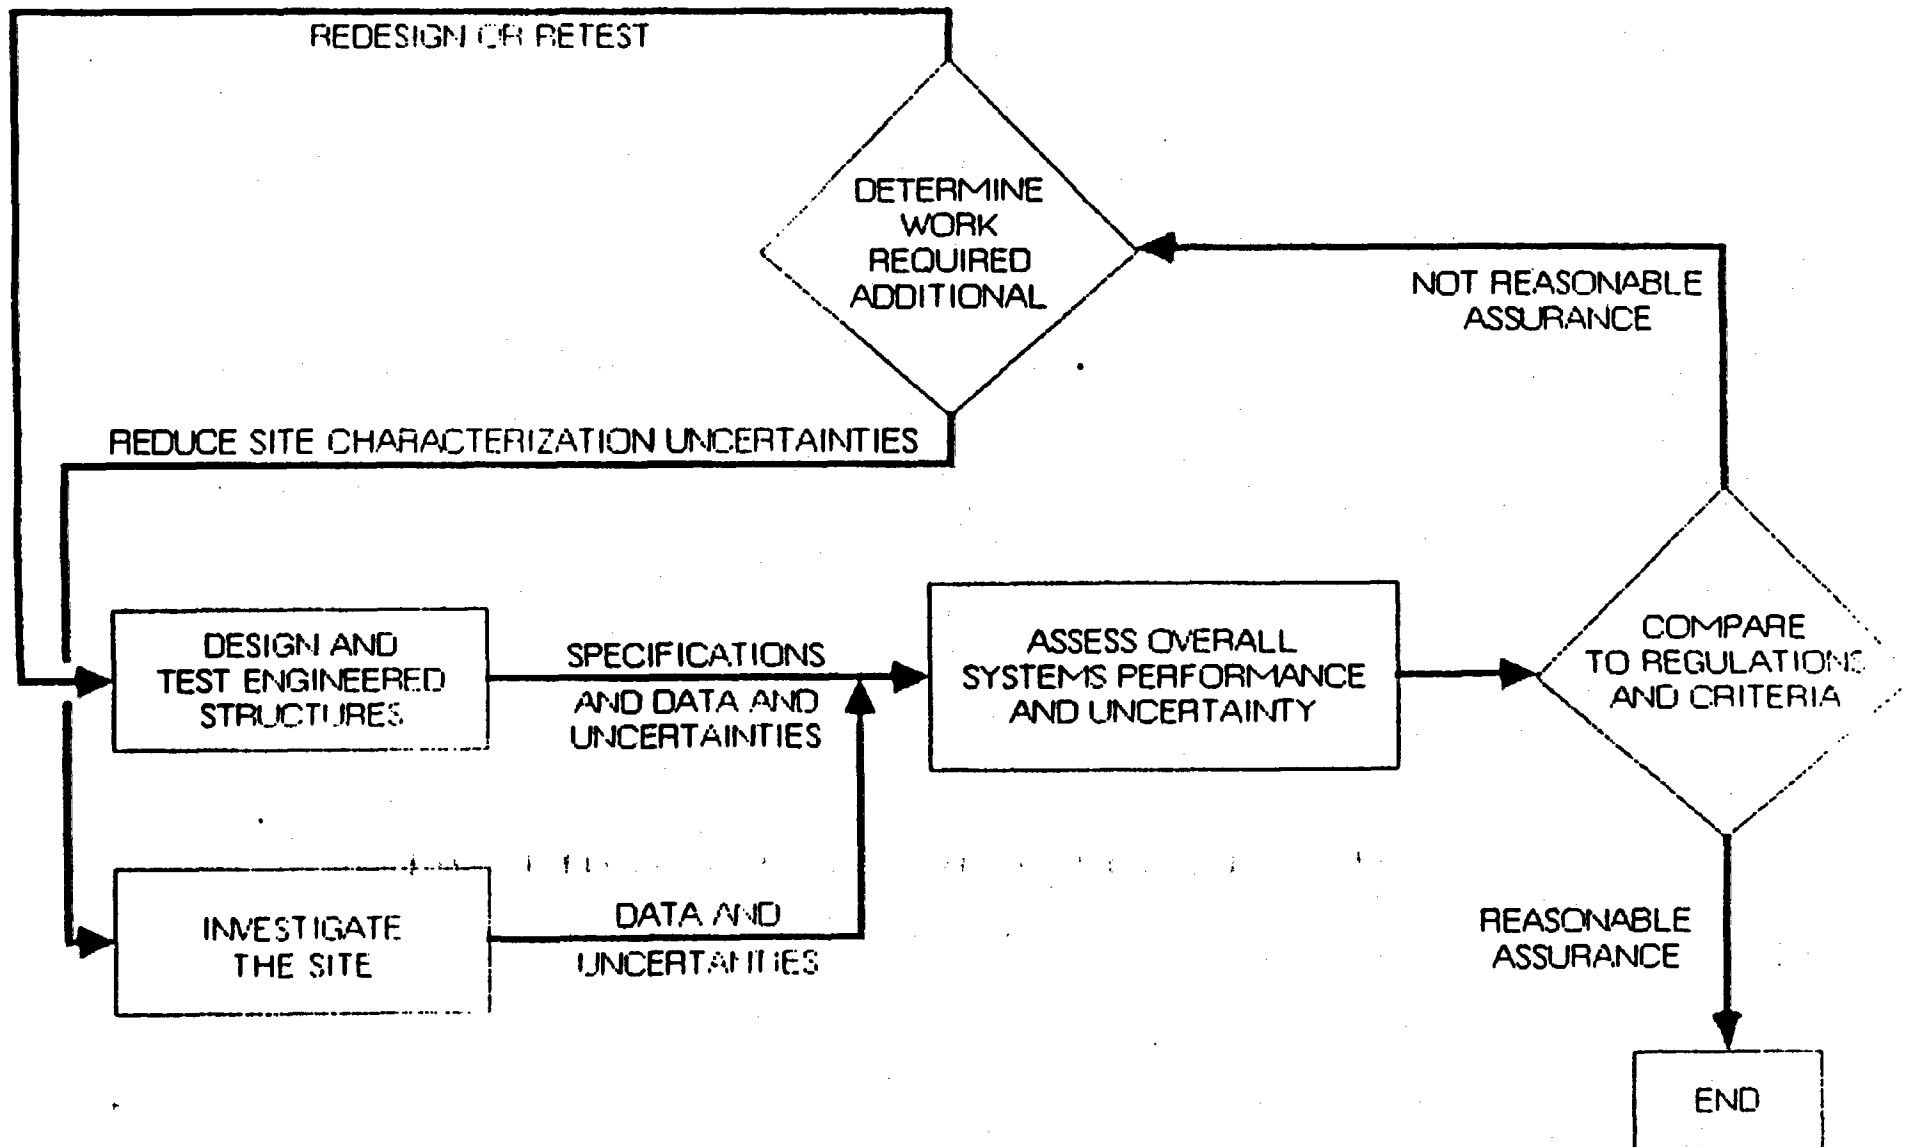 REDESIGN OR RETEST
DETERMINE
WORK
REQUIRED
ADDITIONAL
NOT REASONABLE
ASSURANCE
REDUCE SITE CHARACTERIZATION UNCERTAINTIES
DESIGN AND
TEST ENGINEERED
STRUCTURES
SPECIFICATIONS
AND DATA AND
UNCERTAINTIES
ASSESS OVERALL
SYSTEMS PERFORMANCE
AND UNCERTAINTY
COMPARE
TO REGULATIONS
AND CRITERIA
INVESTIGATE
THE SITE
DATA AND
UNCERTAINTIES
REASONABLE
ASSURANCE
END